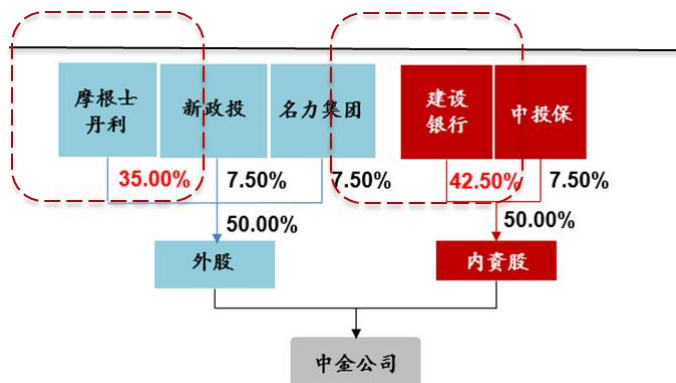 摩根士
丹利
新政投
名力集团
建设
银行
中投保
35.00%
7.50%
7.50%
42.50%
7.50%
50.00%
50.00%
外股
内資股
中金公司